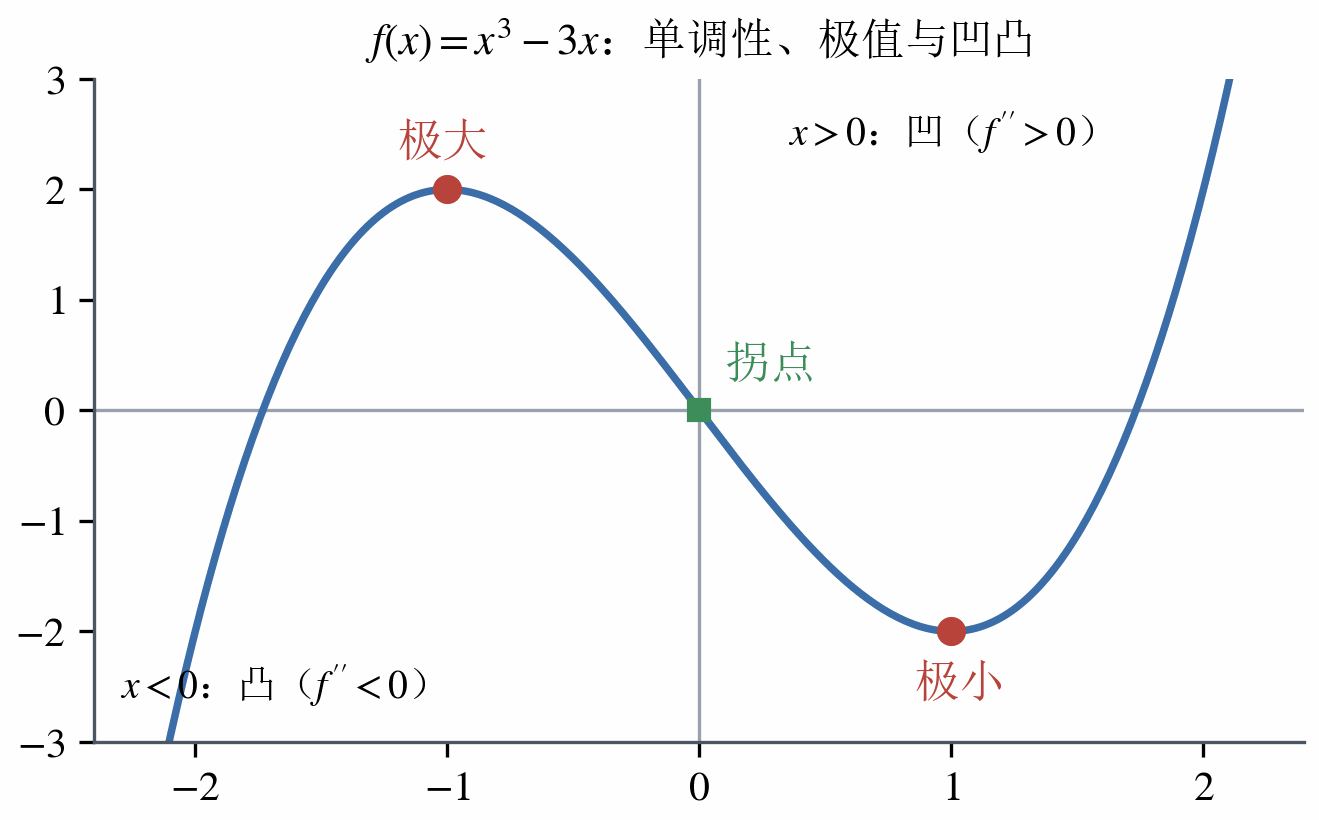 f(x) = x³ − 3x：单调性、极值与凹凸
3
极大
x > 0：凹（f′′ > 0）
2
1
拐点
0
−1
−2
极小
x < 0：凸（f′′ < 0）
−3
−2 −1 0 1 2